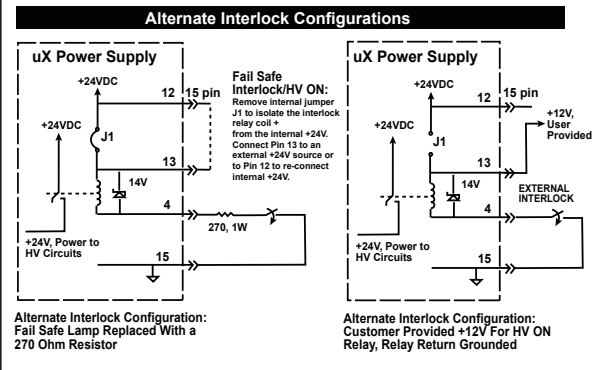 Alternate Interlock Configurations
uX Power Supply
+24VDC
12
15 pin
+24VDC
J1
13
14V
4
270, 1W
+24V, Power to
HV Circuits
15
Fail Safe
Interlock/HV ON:
Remove internal jumper
J1 to isolate the interlock
relay coil +
from the internal +24V.
Connect Pin 13 to an
external +24V source or
to Pin 12 to re-connect
internal +24V.
Alternate Interlock Configuration:
Fail Safe Lamp Replaced With a
270 Ohm Resistor
uX Power Supply
+24VDC
12
15 pin
+12V,
User
Provided
+24VDC
J1
13
14V
EXTERNAL
INTERLOCK
4
+24V, Power to
HV Circuits
15
Alternate Interlock Configuration:
Customer Provided +12V For HV ON
Relay, Relay Return Grounded